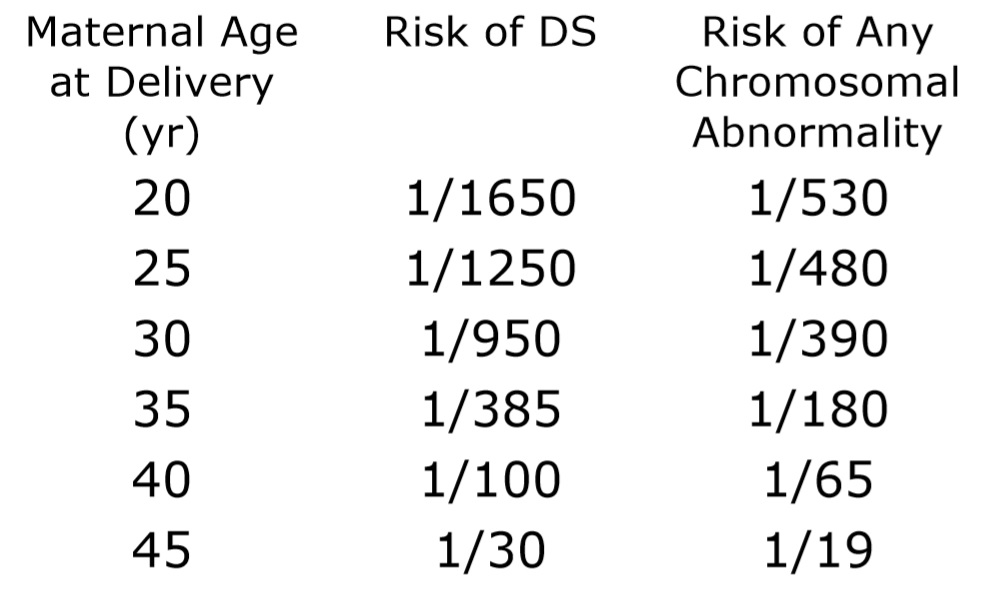 Maternal Age at Delivery (yr) Risk of DS Risk of Any Chromosomal Abnormality
20 1/1650 1/530
25 1/1250 1/480
30 1/950 1/390
35 1/385 1/180
40 1/100 1/65
45 1/30 1/19